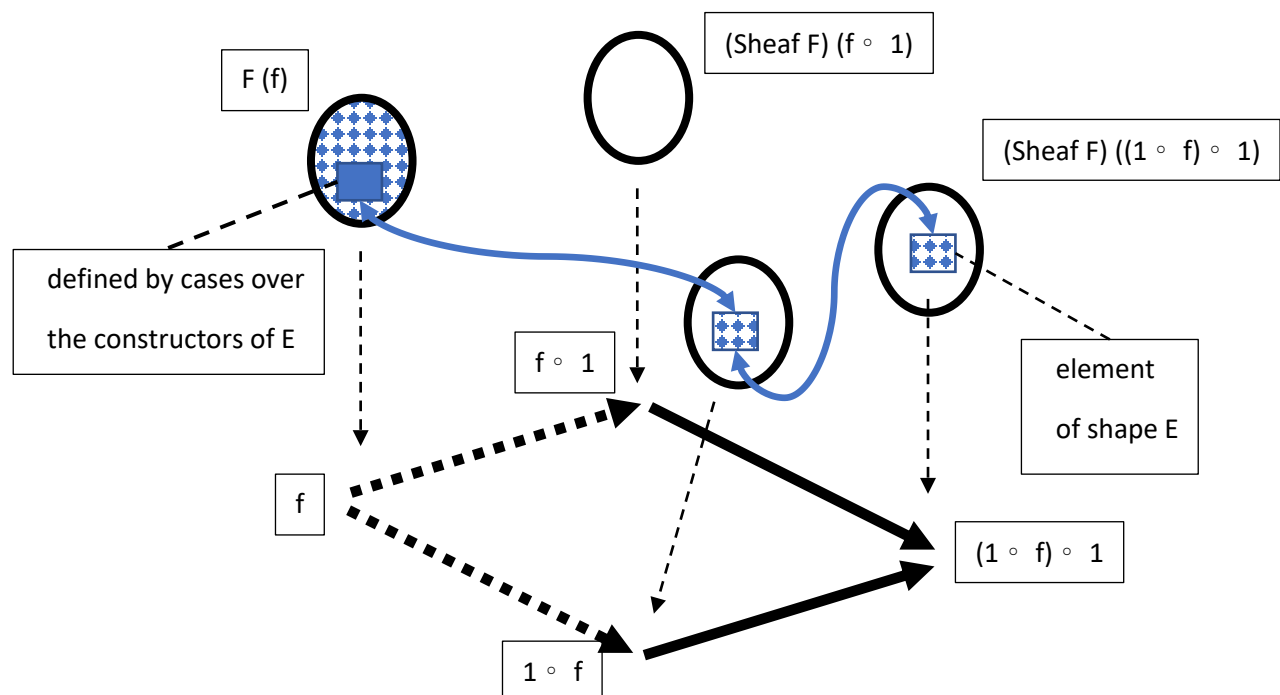 (Sheaf F) (f ∘ 1)
F (f)
(Sheaf F) ((1 ∘ f) ∘ 1)
defined by cases over
the constructors of E
f ∘ 1
element
of shape E
f
(1 ∘ f) ∘ 1
1 ∘ f